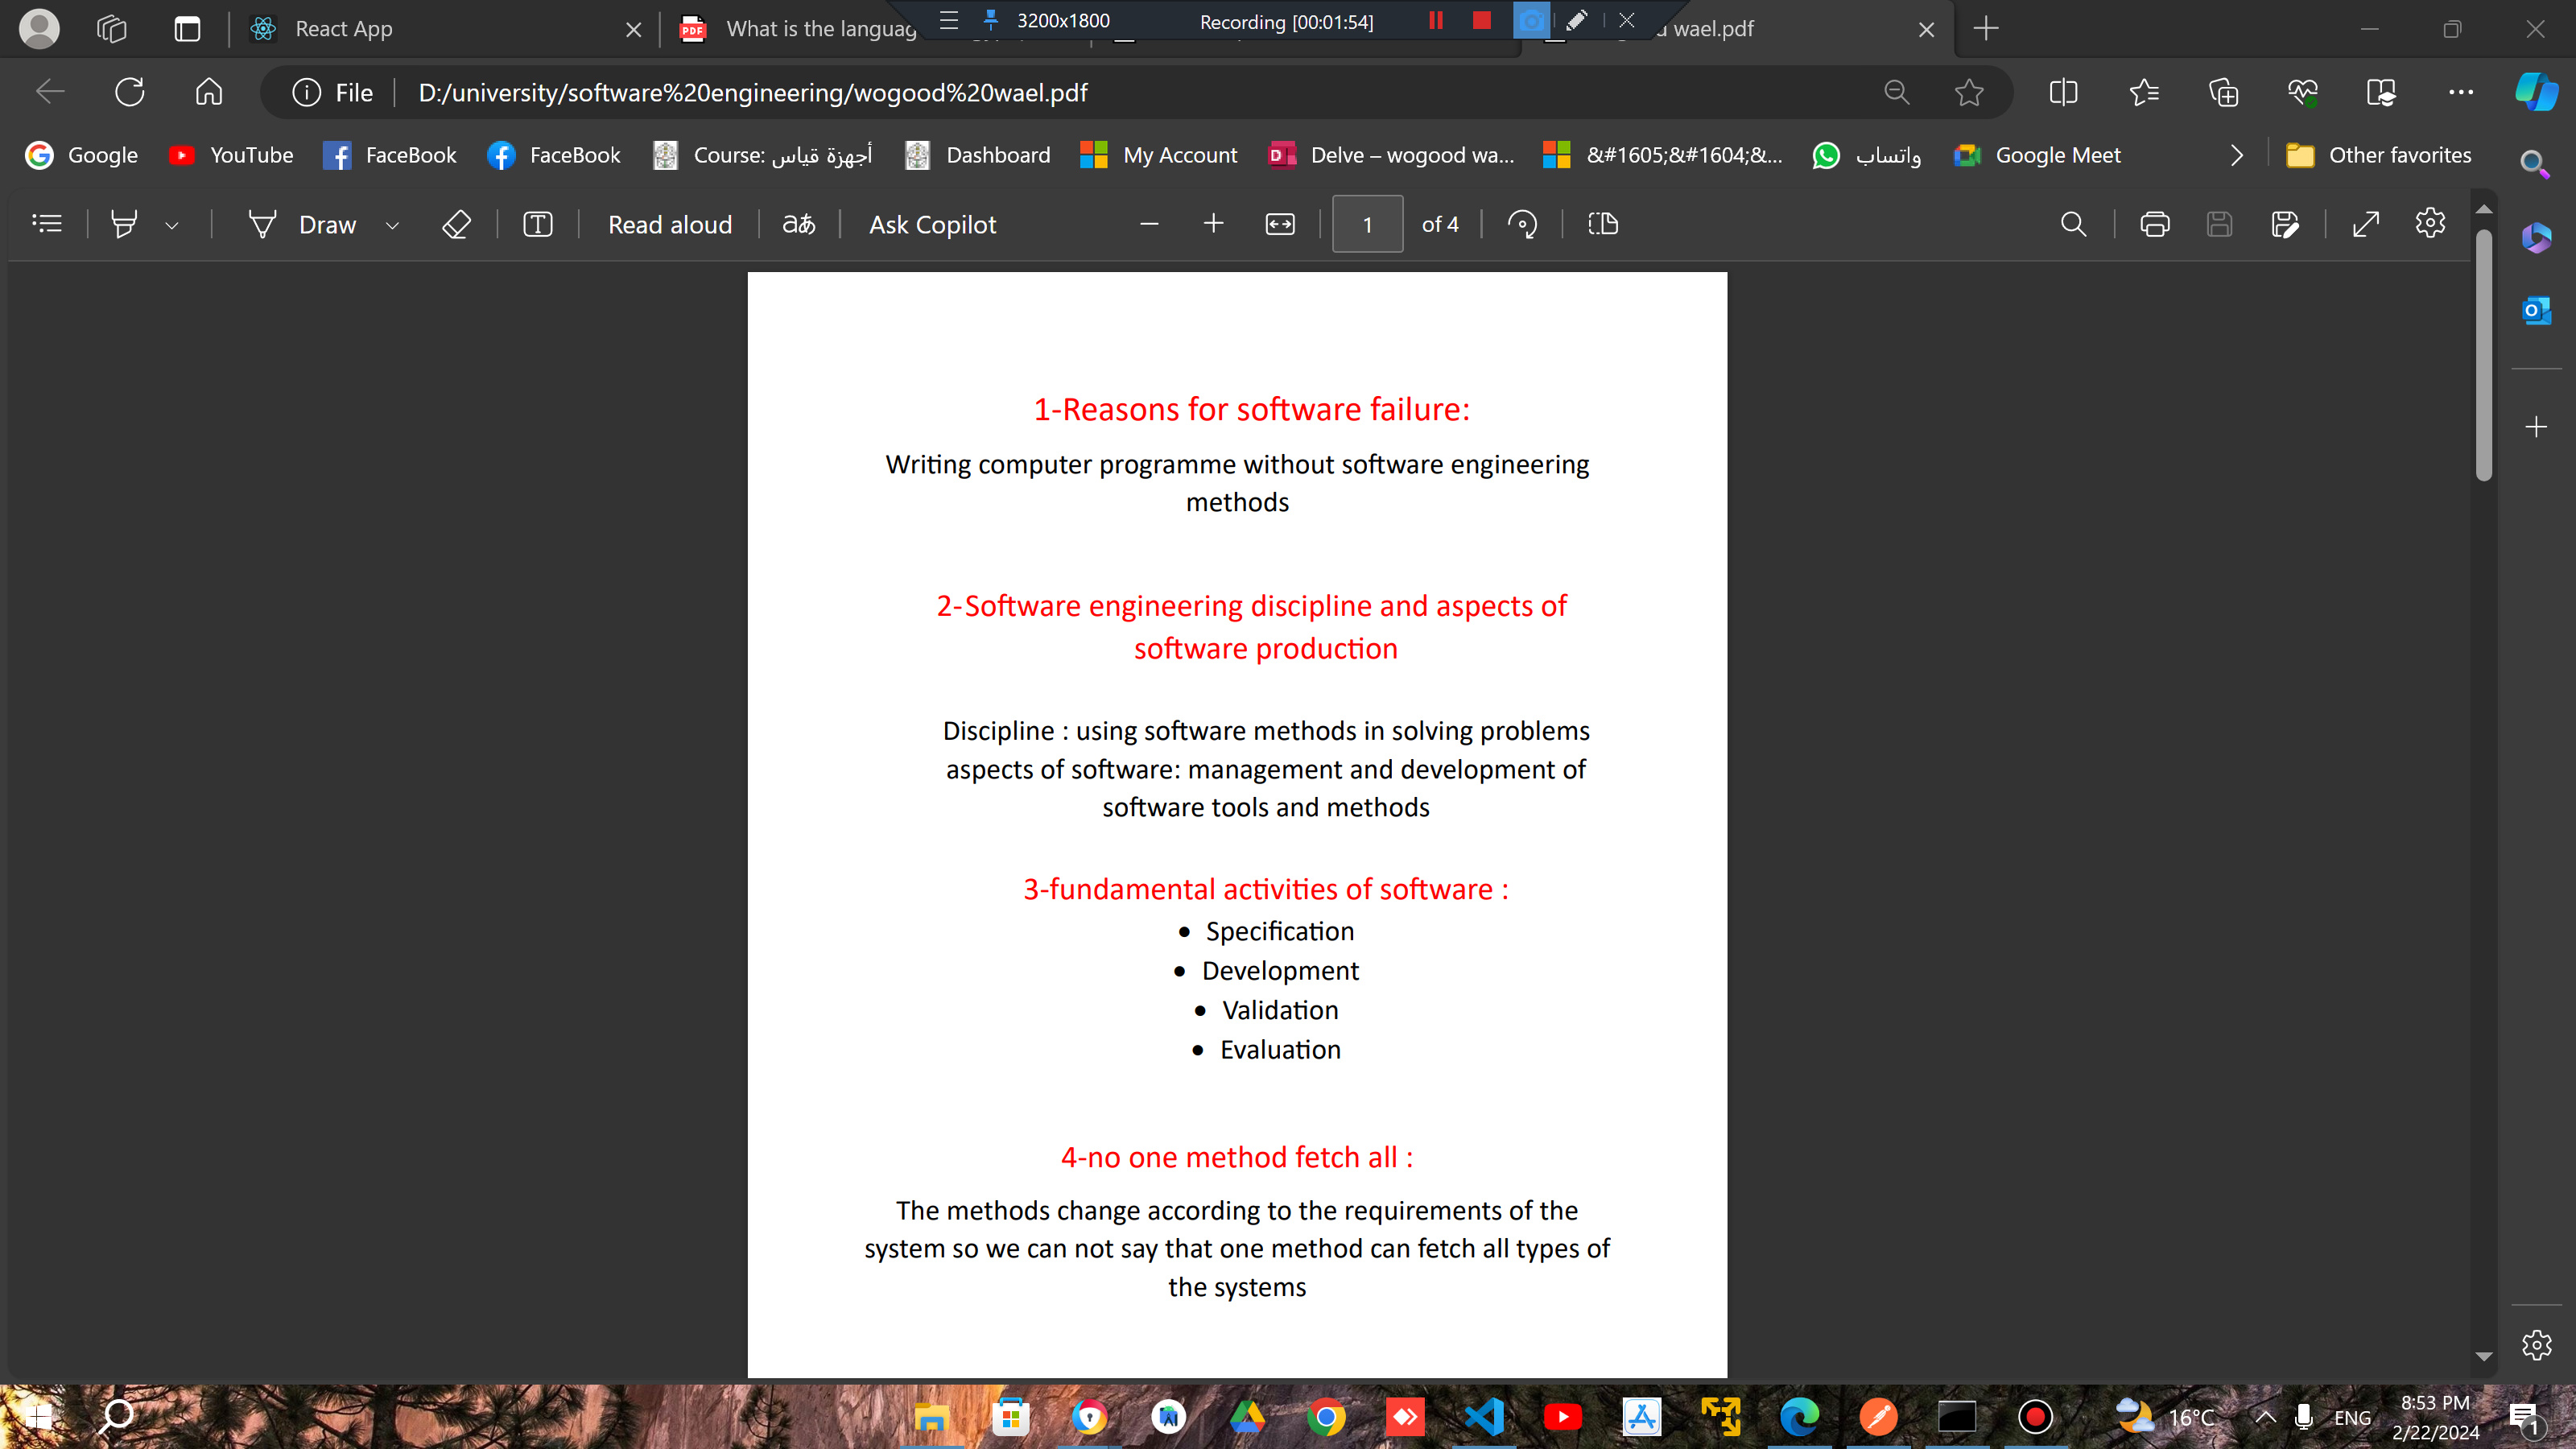 React App
What is the languag
wael.pdf
3200x1800
Recording [00:01:54]
File
D:/university/software%20engineering/wogood%20wael.pdf
Google
YouTube
FaceBook
FaceBook
Course: أجهزة قياس
Dashboard
My Account
Delve – wogood wa...
&#1605;&#1604;&...
واتساب
Google Meet
Other favorites
Draw
Read aloud
aあ
Ask Copilot
1
of 4
1-Reasons for software failure:
Writing computer programme without software engineering
methods
2-Software engineering discipline and aspects of
software production
Discipline : using software methods in solving problems
aspects of software: management and development of
software tools and methods
3-fundamental activities of software :
• Specification
• Development
• Validation
• Evaluation
4-no one method fetch all :
The methods change according to the requirements of the
system so we can not say that one method can fetch all types of
the systems
16°C
ENG
8:53 PM
2/22/2024
1